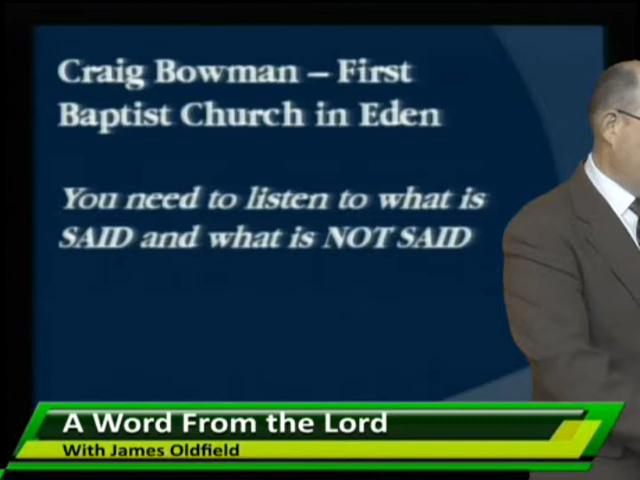 Craig Bowman – First
Baptist Church in Eden
You need to listen to what is
SAID and what is NOT SAID
A Word From the Lord
With James Oldfield